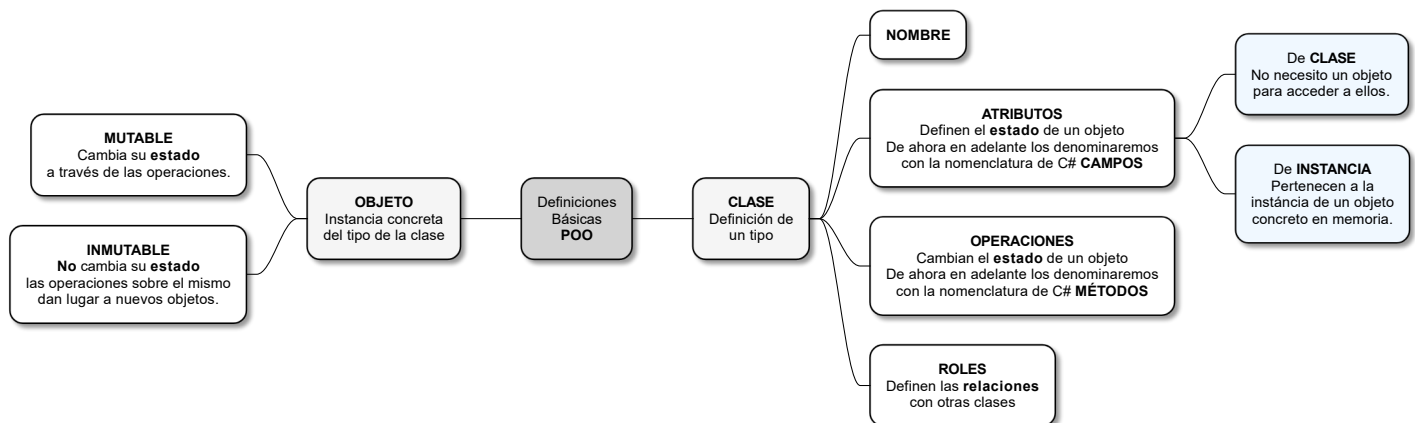 NOMBRE
De CLASE
No necesito un objeto
para acceder a ellos.
ATRIBUTOS
Definen el estado de un objeto
De ahora en adelante los denominaremos
con la nomenclatura de C# CAMPOS
MUTABLE
Cambia su estado
a través de las operaciones.
De INSTANCIA
Pertenecen a la
instáncia de un objeto
concreto en memoria.
OBJETO
Instancia concreta
del tipo de la clase
Definiciones
Básicas
POO
CLASE
Definición de
un tipo
INMUTABLE
No cambia su estado
las operaciones sobre el mismo
dan lugar a nuevos objetos.
OPERACIONES
Cambian el estado de un objeto
De ahora en adelante los denominaremos
con la nomenclatura de C# MÉTODOS
ROLES
Definen las relaciones
con otras clases